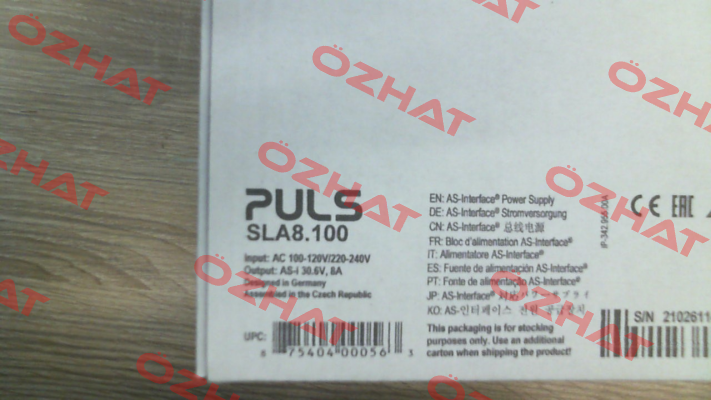 PULS
SLA8.100
Input: AC 100-120V/220-240V
Output: AS-i 30.6V, 8A
Designed in Germany
Assembled in the Czech Republic
UPC:
6 75404 00056 3
EN: AS-Interface® Power Supply
DE: AS-Interface® Stromversorgung
CN: AS-Interface® 总线电源
FR: Bloc d'alimentation AS-Interface®
IT: Alimentatore AS-Interface®
ES: Fuente de alimentación AS-Interface®
PT: Fonte de alimentação AS-Interface®
JP: AS-Interface®
KO: AS-인터페이스 전원
This packaging is for stocking
purposes only. Use an additional
carton when shipping the product!
CE EAC
S/N 2102611
ÖZHAT
ÖZHAT
ÖZHAT
ÖZHAT
ÖZHAT
ÖZHAT
ÖZHAT
ÖZHAT
ÖZHAT